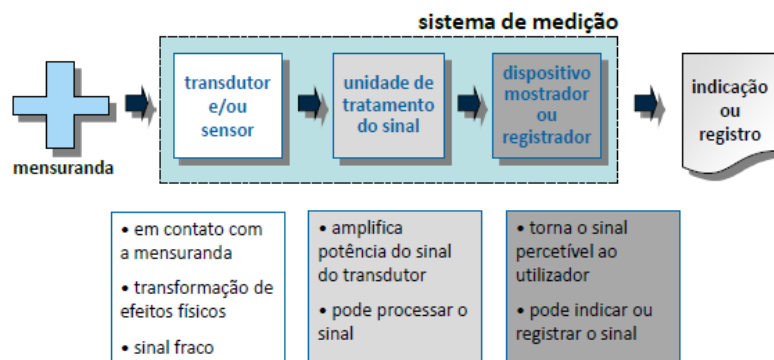 sistema de medição
transdutor
e/ou
sensor
unidade de
tratamento
do sinal
dispositivo
mostrador
ou
registrador
indicação
ou
registro
mensuranda
• em contato com
a mensuranda
• transformação de
efeitos físicos
• sinal fraco
• amplifica
potência do sinal
do transdutor
• pode processar o
sinal
• torna o sinal
percetível ao
utilizador
• pode indicar ou
registrar o sinal